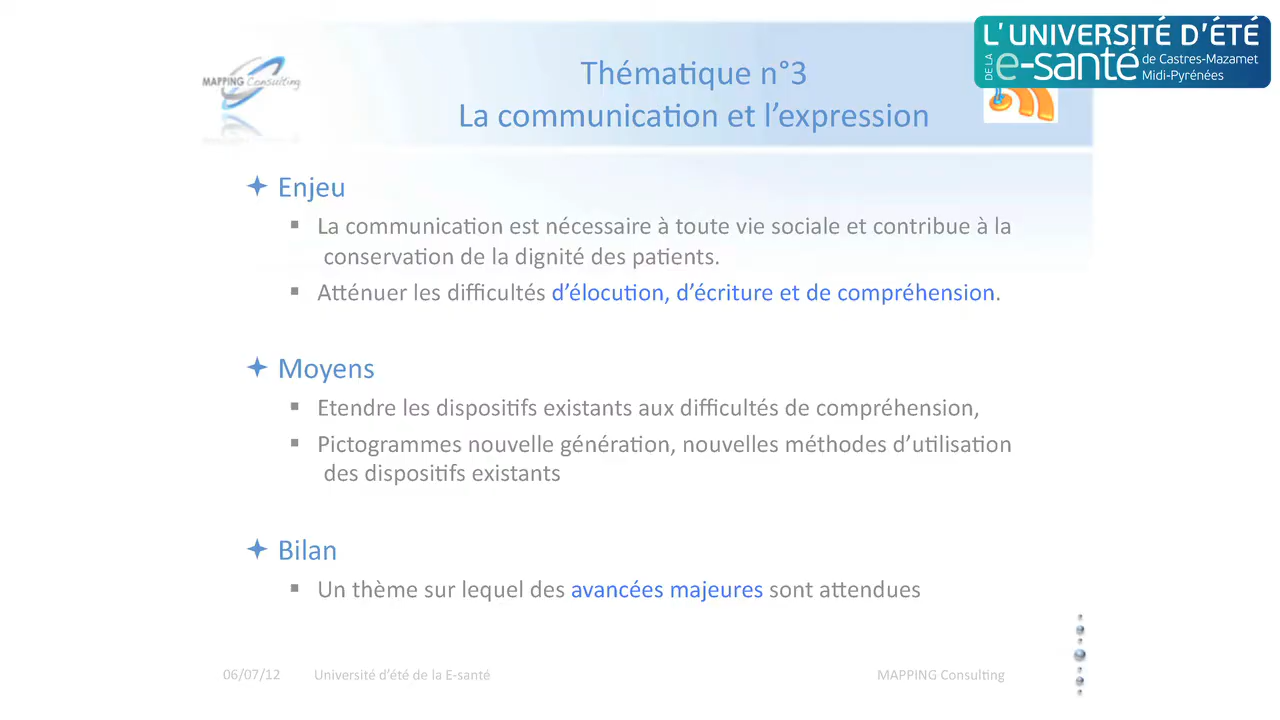 L'UNIVERSITÉ D'ÉTÉ
DE LA e-santé de Castres-Mazamet
Midi-Pyrénées
MAPPING Consulting
Thématique n°3
La communication et l’expression
Enjeu
La communication est nécessaire à toute vie sociale et contribue à la
conservation de la dignité des patients.
Atténuer les difficultés d’élocution, d’écriture et de compréhension.
Moyens
Etendre les dispositifs existants aux difficultés de compréhension,
Pictogrammes nouvelle génération, nouvelles méthodes d’utilisation
des dispositifs existants
Bilan
Un thème sur lequel des avancées majeures sont attendues
06/07/12 Université d’été de la E-santé MAPPING Consulting